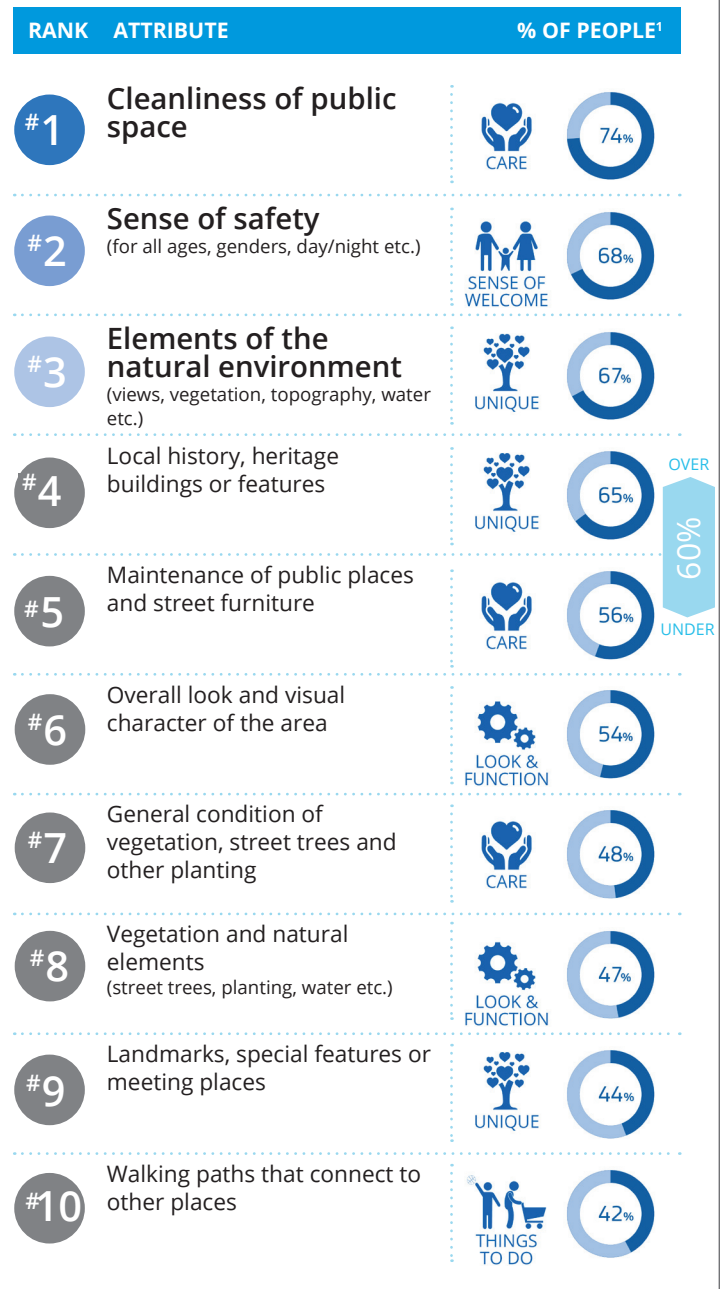 RANK ATTRIBUTE % OF PEOPLE¹
#1
Cleanliness of public
space
CARE
74%
#2
Sense of safety
(for all ages, genders, day/night etc.)
SENSE OF
WELCOME
68%
#3
Elements of the
natural environment
(views, vegetation, topography, water
etc.)
UNIQUE
67%
#4
Local history, heritage
buildings or features
UNIQUE
65%
OVER
60%
UNDER
#5
Maintenance of public places
and street furniture
CARE
56%
#6
Overall look and visual
character of the area
LOOK &
FUNCTION
54%
#7
General condition of
vegetation, street trees and
other planting
CARE
48%
#8
Vegetation and natural
elements
(street trees, planting, water etc.)
LOOK &
FUNCTION
47%
#9
Landmarks, special features or
meeting places
UNIQUE
44%
#10
Walking paths that connect to
other places
THINGS
TO DO
42%